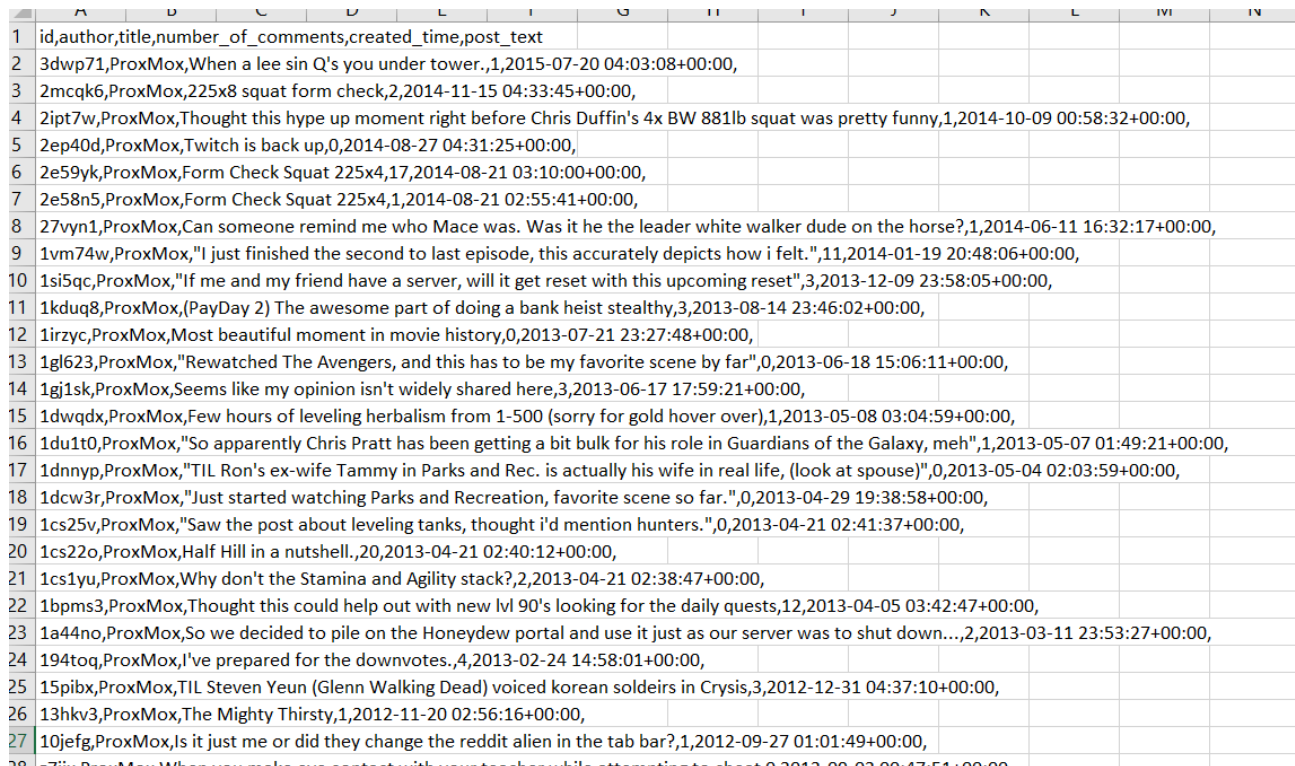 A B C D E F G H I J K L M N
1 id,author,title,number_of_comments,created_time,post_text
2 3dwp71,ProxMox,When a lee sin Q's you under tower.,1,2015-07-20 04:03:08+00:00,
3 2mcqk6,ProxMox,225x8 squat form check,2,2014-11-15 04:33:45+00:00,
4 2ipt7w,ProxMox,Thought this hype up moment right before Chris Duffin's 4x BW 881lb squat was pretty funny,1,2014-10-09 00:58:32+00:00,
5 2ep40d,ProxMox,Twitch is back up,0,2014-08-27 04:31:25+00:00,
6 2e59yk,ProxMox,Form Check Squat 225x4,17,2014-08-21 03:10:00+00:00,
7 2e58n5,ProxMox,Form Check Squat 225x4,1,2014-08-21 02:55:41+00:00,
8 27vyn1,ProxMox,Can someone remind me who Mace was. Was it he the leader white walker dude on the horse?,1,2014-06-11 16:32:17+00:00,
9 1vm74w,ProxMox,"I just finished the second to last episode, this accurately depicts how i felt.",11,2014-01-19 20:48:06+00:00,
10 1si5qc,ProxMox,"If me and my friend have a server, will it get reset with this upcoming reset",3,2013-12-09 23:58:05+00:00,
11 1kduq8,ProxMox,(PayDay 2) The awesome part of doing a bank heist stealthy,3,2013-08-14 23:46:02+00:00,
12 1irzyc,ProxMox,Most beautiful moment in movie history,0,2013-07-21 23:27:48+00:00,
13 1gl623,ProxMox,"Rewatched The Avengers, and this has to be my favorite scene by far",0,2013-06-18 15:06:11+00:00,
14 1gj1sk,ProxMox,Seems like my opinion isn't widely shared here,3,2013-06-17 17:59:21+00:00,
15 1dwqdx,ProxMox,Few hours of leveling herbalism from 1-500 (sorry for gold hover over),1,2013-05-08 03:04:59+00:00,
16 1du1t0,ProxMox,"So apparently Chris Pratt has been getting a bit bulk for his role in Guardians of the Galaxy, meh",1,2013-05-07 01:49:21+00:00,
17 1dnnyp,ProxMox,"TIL Ron's ex-wife Tammy in Parks and Rec. is actually his wife in real life, (look at spouse)",0,2013-05-04 02:03:59+00:00,
18 1dcw3r,ProxMox,"Just started watching Parks and Recreation, favorite scene so far.",0,2013-04-29 19:38:58+00:00,
19 1cs25v,ProxMox,"Saw the post about leveling tanks, thought i'd mention hunters.",0,2013-04-21 02:41:37+00:00,
20 1cs22o,ProxMox,Half Hill in a nutshell.,20,2013-04-21 02:40:12+00:00,
21 1cs1yu,ProxMox,Why don't the Stamina and Agility stack?,2,2013-04-21 02:38:47+00:00,
22 1bpms3,ProxMox,Thought this could help out with new lvl 90's looking for the daily quests,12,2013-04-05 03:42:47+00:00,
23 1a44no,ProxMox,So we decided to pile on the Honeydew portal and use it just as our server was to shut down...,2,2013-03-11 23:53:27+00:00,
24 194toq,ProxMox,I've prepared for the downvotes.,4,2013-02-24 14:58:01+00:00,
25 15pibx,ProxMox,TIL Steven Yeun (Glenn Walking Dead) voiced korean soldeirs in Crysis,3,2012-12-31 04:37:10+00:00,
26 13hkv3,ProxMox,The Mighty Thirsty,1,2012-11-20 02:56:16+00:00,
27 10jefg,ProxMox,Is it just me or did they change the reddit alien in the tab bar?,1,2012-09-27 01:01:49+00:00,